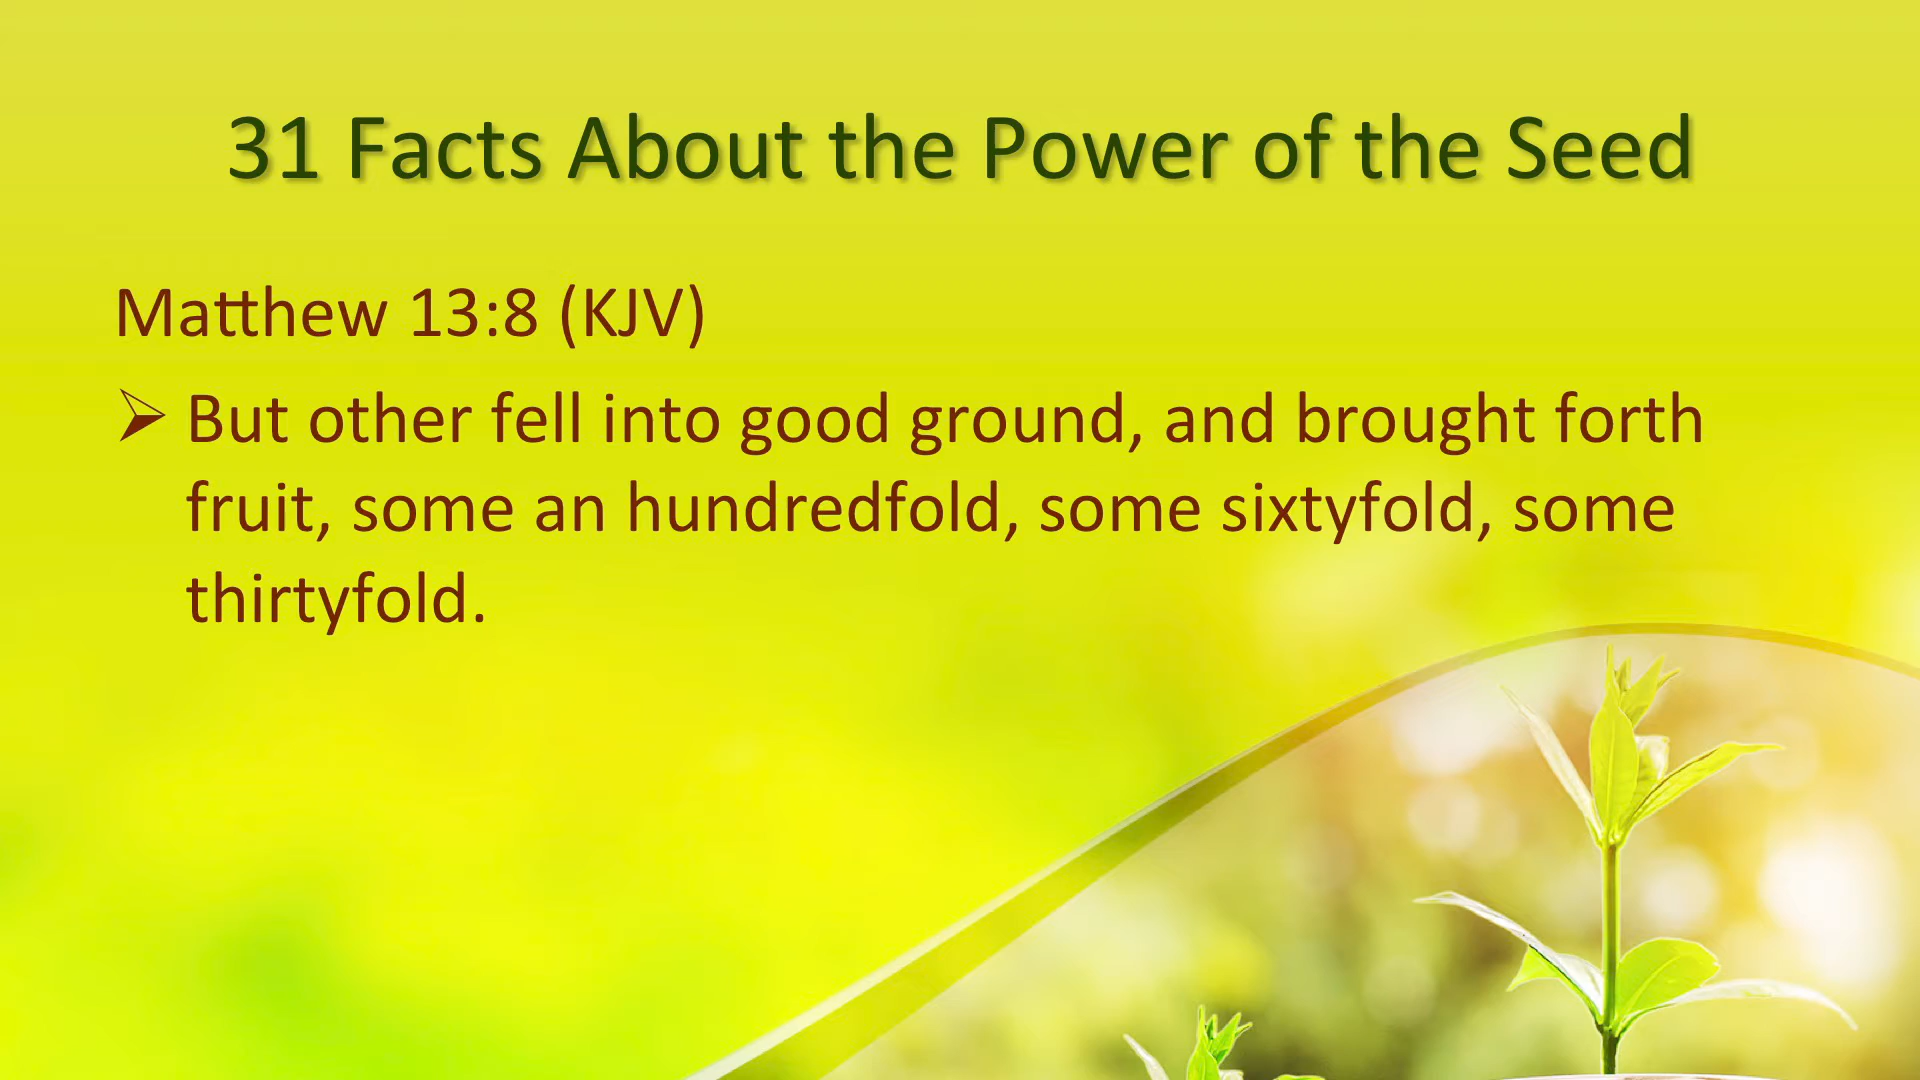 31 Facts About the Power of the Seed
Matthew 13:8 (KJV)
➢ But other fell into good ground, and brought forth
fruit, some an hundredfold, some sixtyfold, some
thirtyfold.